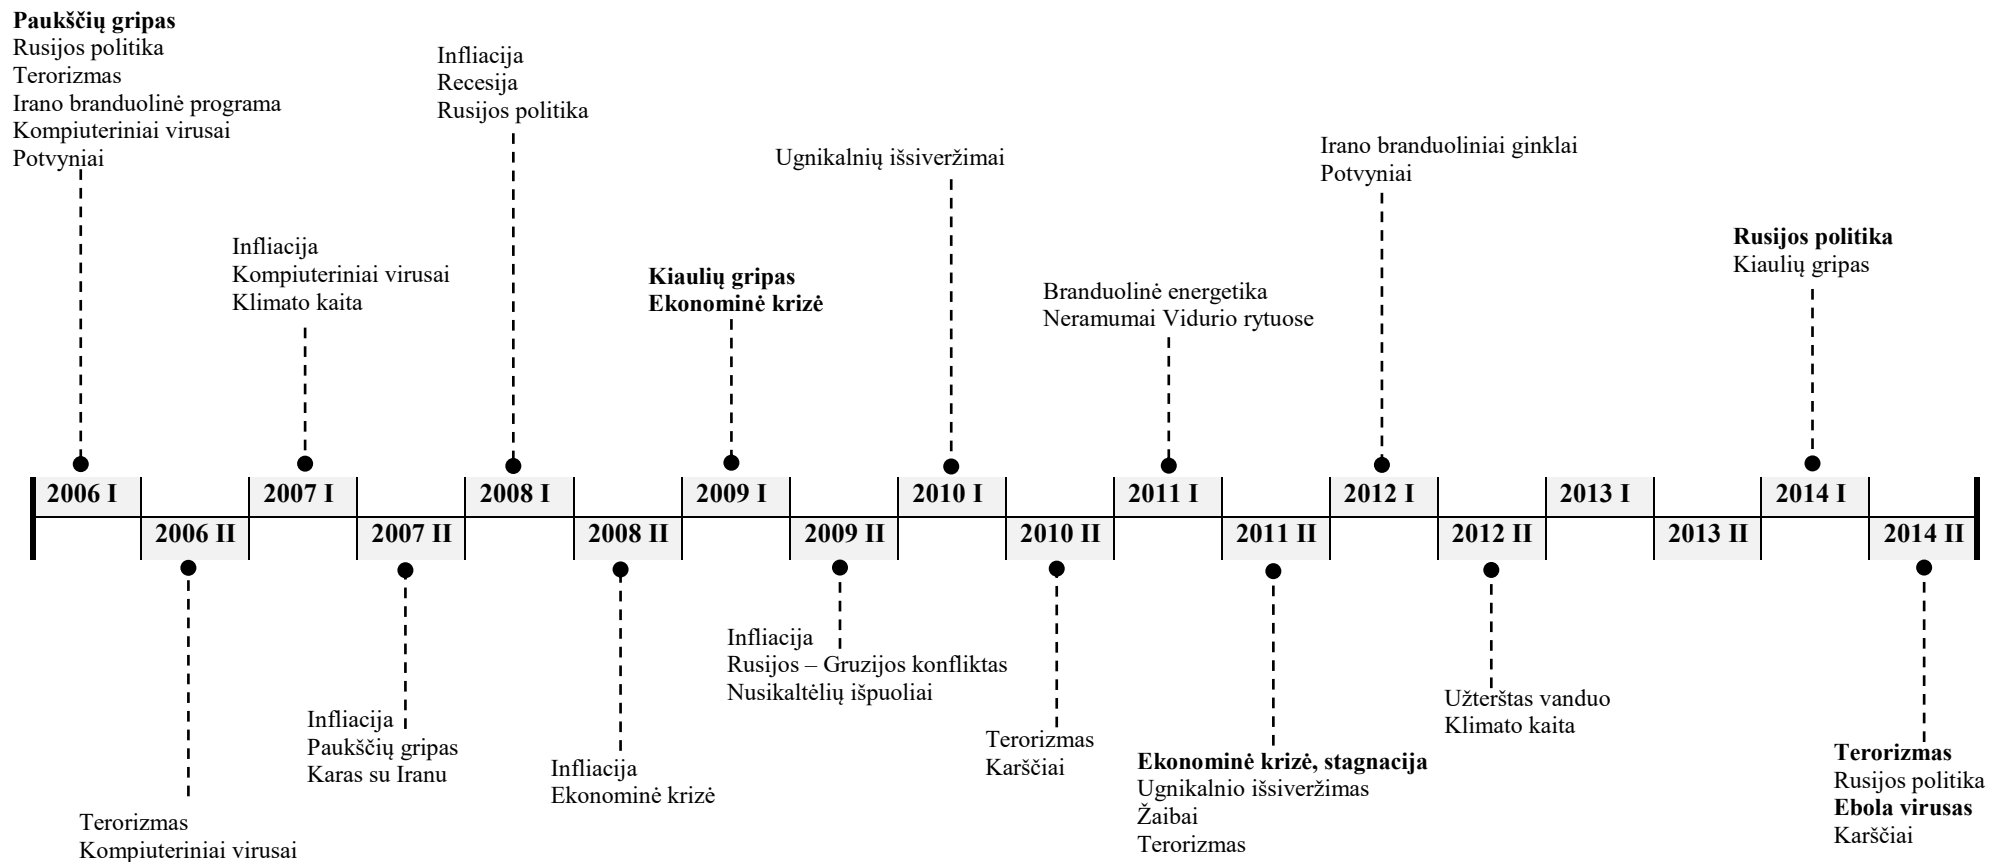 Paukščių gripas
Rusijos politika
Terorizmas
Irano branduolinė programa
Kompiuteriniai virusai
Potvyniai
Infliacija
Kompiuteriniai virusai
Klimato kaita
Infliacija
Recesija
Rusijos politika
Kiaulių gripas
Ekonominė krizė
Ugnikalnių išsiveržimai
Branduolinė energetika
Neramumai Vidurio rytuose
Irano branduoliniai ginklai
Potvyniai
Rusijos politika
Kiaulių gripas
2006 I 2007 I 2008 I 2009 I 2010 I 2011 I 2012 I 2013 I 2014 I
2006 II 2007 II 2008 II 2009 II 2010 II 2011 II 2012 II 2013 II 2014 II
Terorizmas
Kompiuteriniai virusai
Infliacija
Paukščių gripas
Karas su Iranu
Infliacija
Ekonominė krizė
Infliacija
Rusijos – Gruzijos konfliktas
Nusikaltėlių išpuoliai
Terorizmas
Karščiai
Ekonominė krizė, stagnacija
Ugnikalnio išsiveržimas
Žaibai
Terorizmas
Užterštas vanduo
Klimato kaita
Terorizmas
Rusijos politika
Ebola virusas
Karščiai